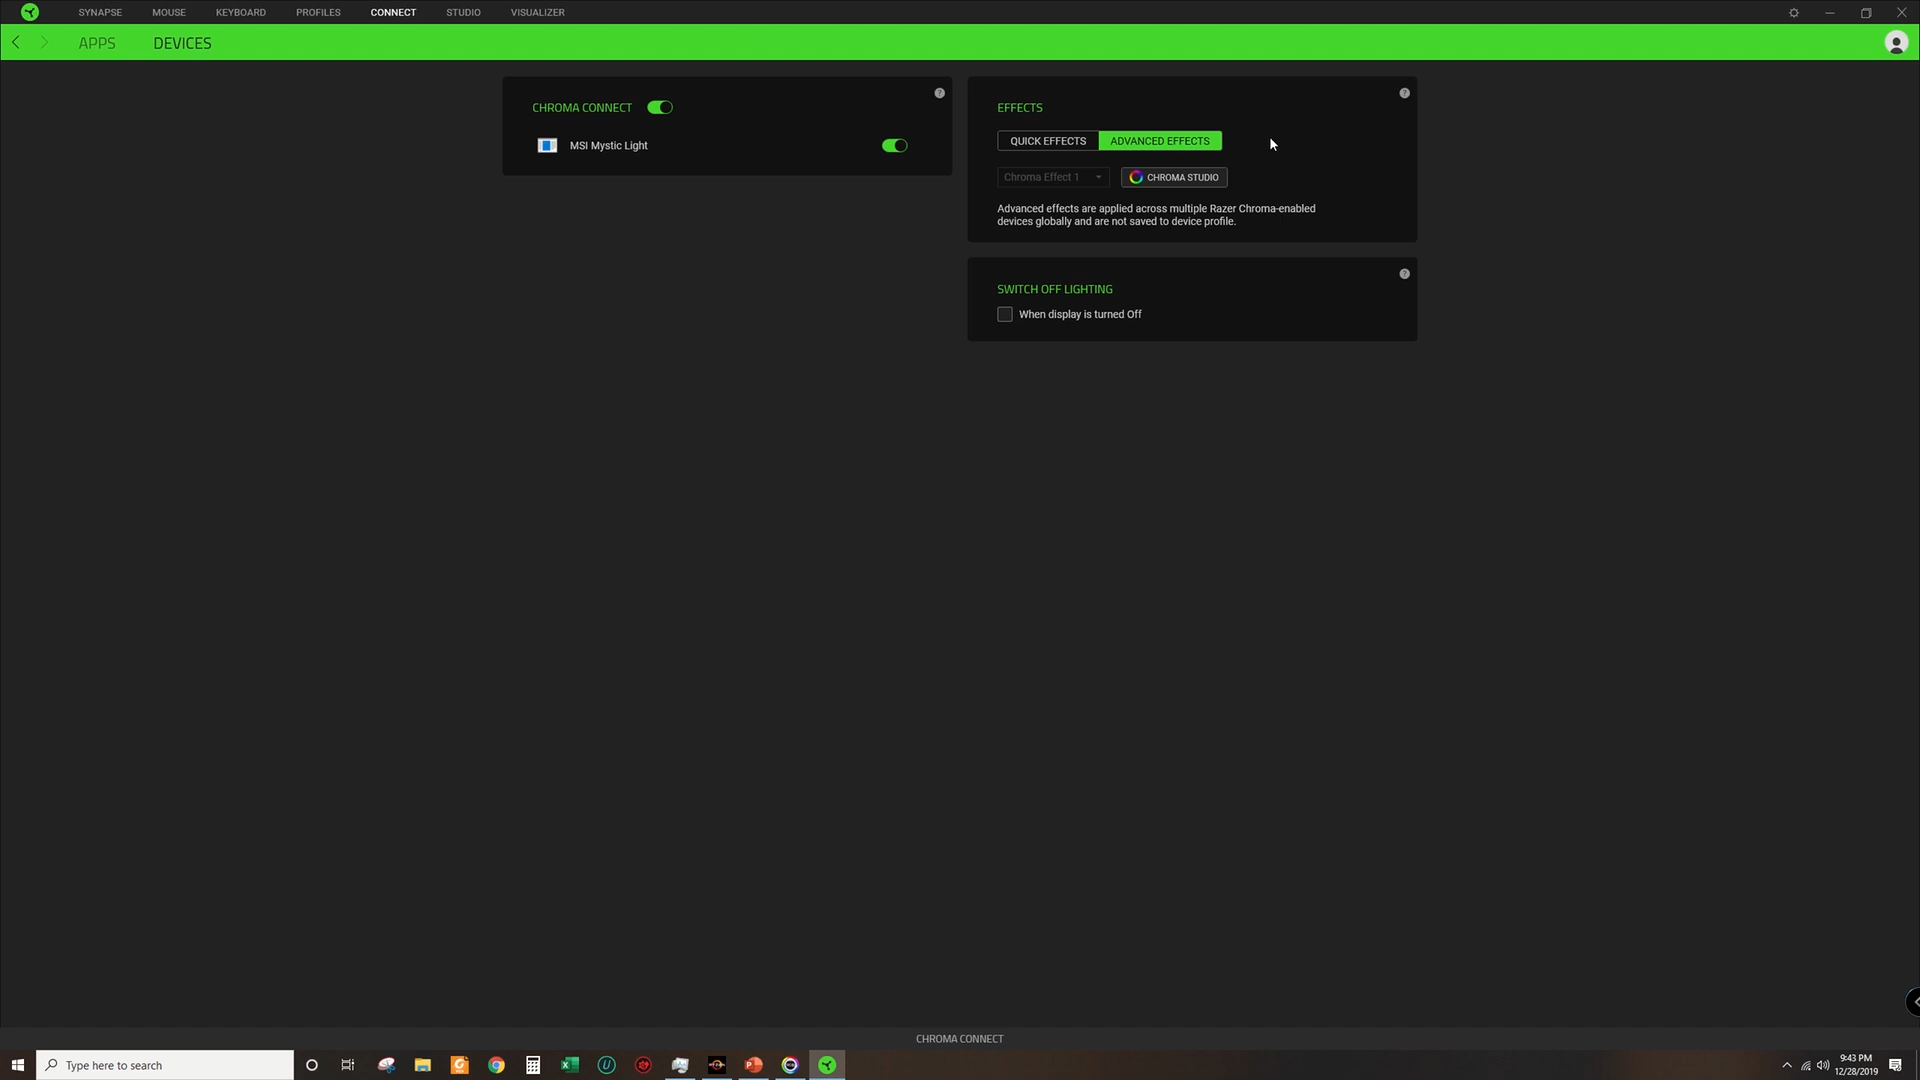 SYNAPSE MOUSE KEYBOARD PROFILES CONNECT STUDIO VISUALIZER
APPS DEVICES
CHROMA CONNECT
MSI Mystic Light
EFFECTS
QUICK EFFECTS ADVANCED EFFECTS
Chroma Effect 1 CHROMA STUDIO
Advanced effects are applied across multiple Razer Chroma-enabled
devices globally and are not saved to device profile.
SWITCH OFF LIGHTING
When display is turned Off
CHROMA CONNECT
Type here to search
9:43 PM
12/28/2019